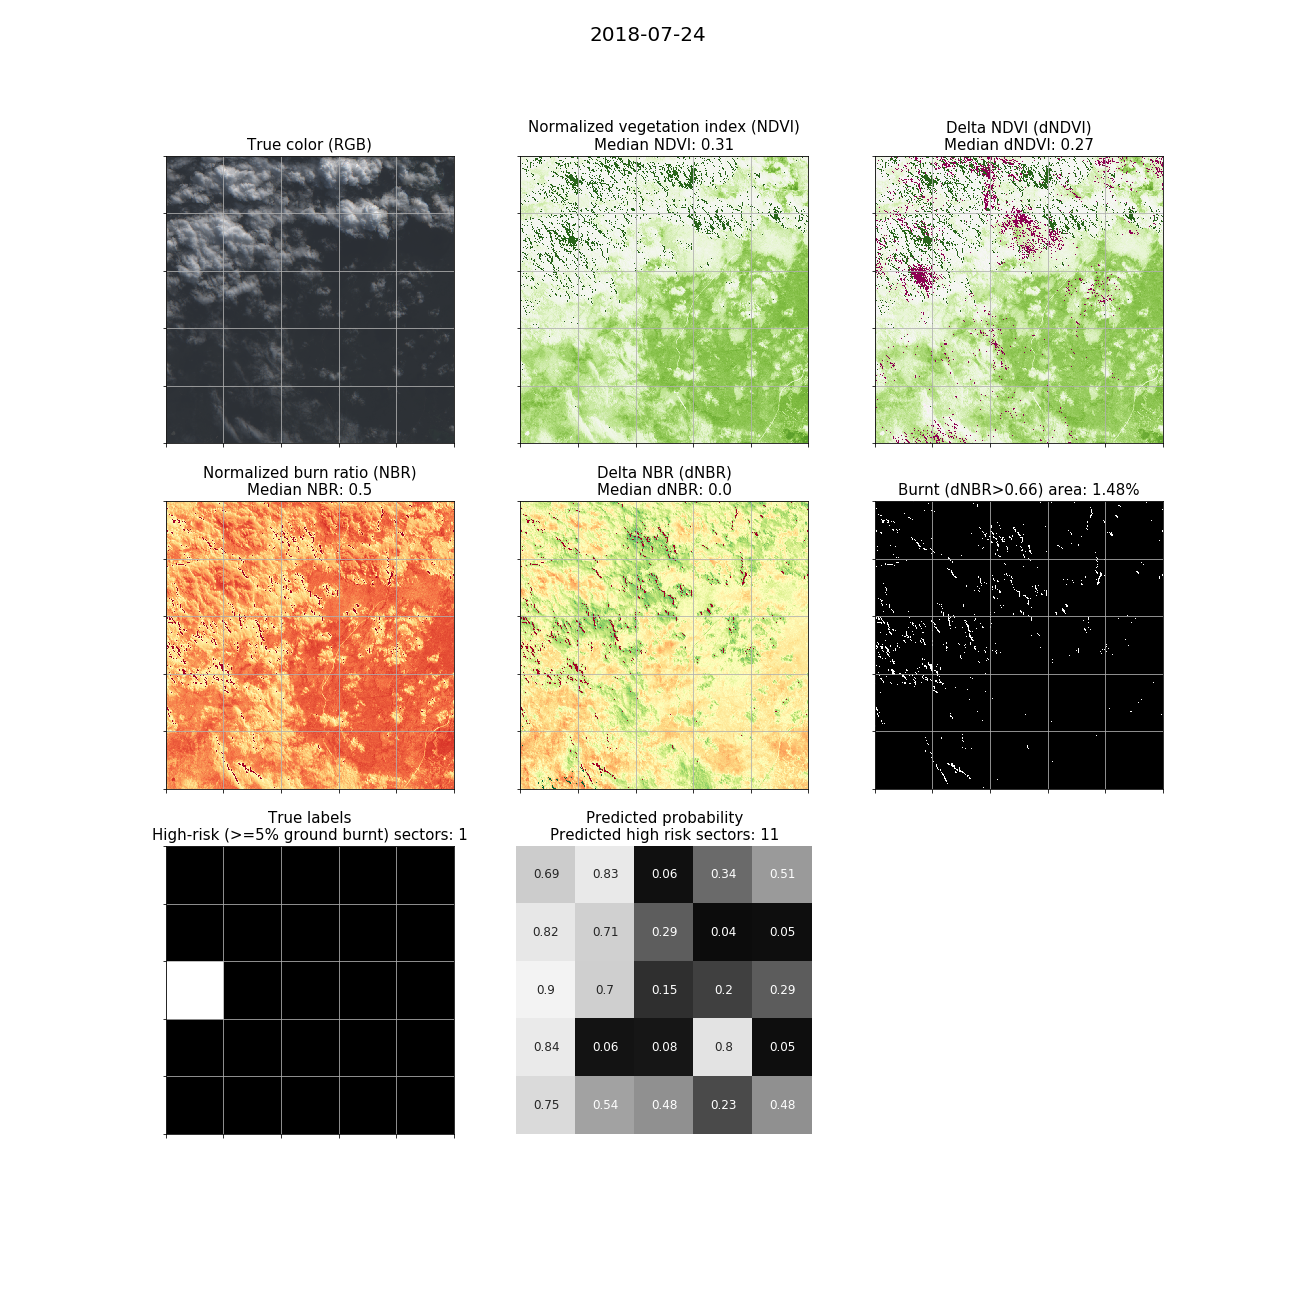 2018-07-24
True color (RGB)
Normalized vegetation index (NDVI)
Median NDVI: 0.31
Delta NDVI (dNDVI)
Median dNDVI: 0.27
Normalized burn ratio (NBR)
Median NBR: 0.5
Delta NBR (dNBR)
Median dNBR: 0.0
Burnt (dNBR>0.66) area: 1.48%
True labels
High-risk (>=5% ground burnt) sectors: 1
Predicted probability
Predicted high risk sectors: 11
0.69 0.83 0.06 0.34 0.51
0.82 0.71 0.29 0.04 0.05
0.9 0.7 0.15 0.2 0.29
0.84 0.06 0.08 0.8 0.05
0.75 0.54 0.48 0.23 0.48